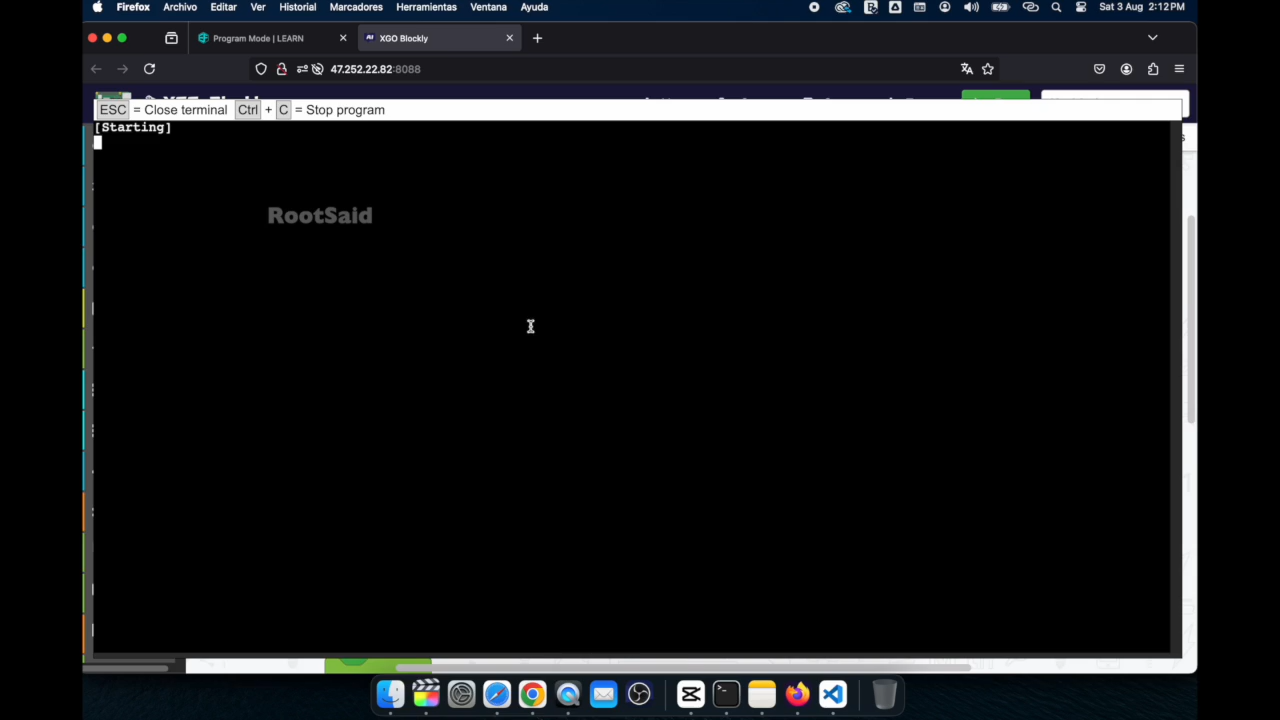 Firefox Archivo Editar Ver Historial Marcadores Herramientas Ventana Ayuda Sat 3 Aug 2:12 PM
Program Mode | LEARN XGO Blockly
47.252.22.82:8088
ESC = Close terminal Ctrl + C = Stop program
[Starting]
RootSaid